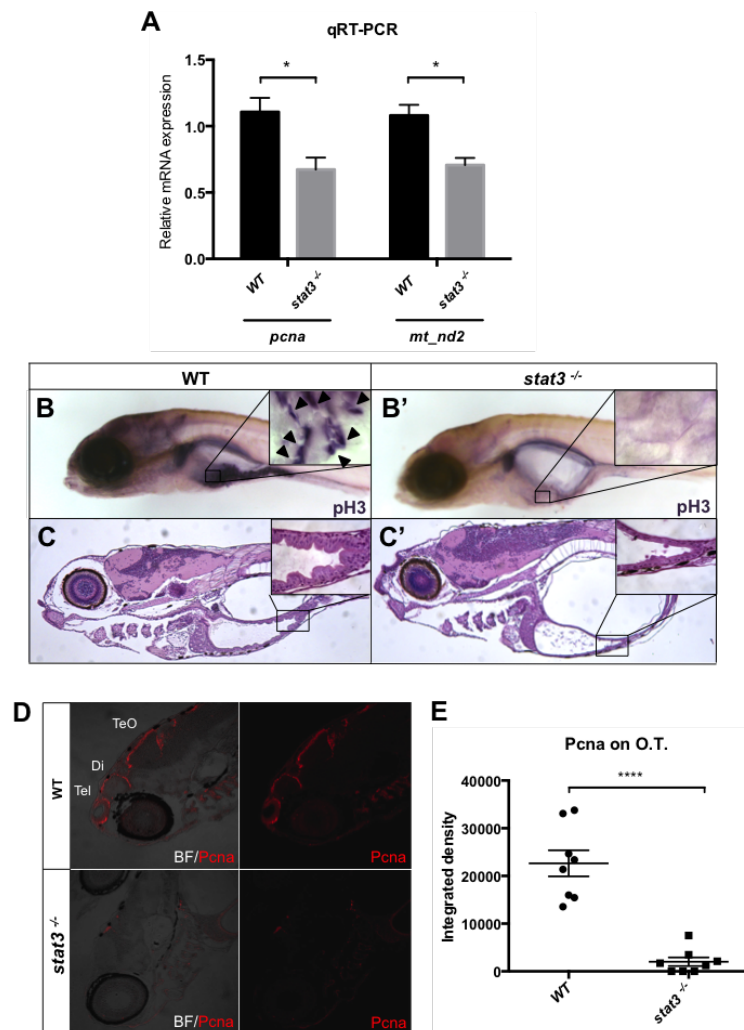 A
qRT-PCR
Relative mRNA expression
1.5
1.0
0.5
0.0
WT
stat3 -/-
WT
stat3 -/-
pcna
mt_nd2
*
*
WT
stat3 -/-
B
pH3
B’
pH3
C
C’
D
WT
TeO
Di
Tel
BF/Pcna
Pcna
stat3 -/-
BF/Pcna
Pcna
E
Pcna on O.T.
****
Integrated density
40000
30000
20000
10000
0
WT
stat3 -/-